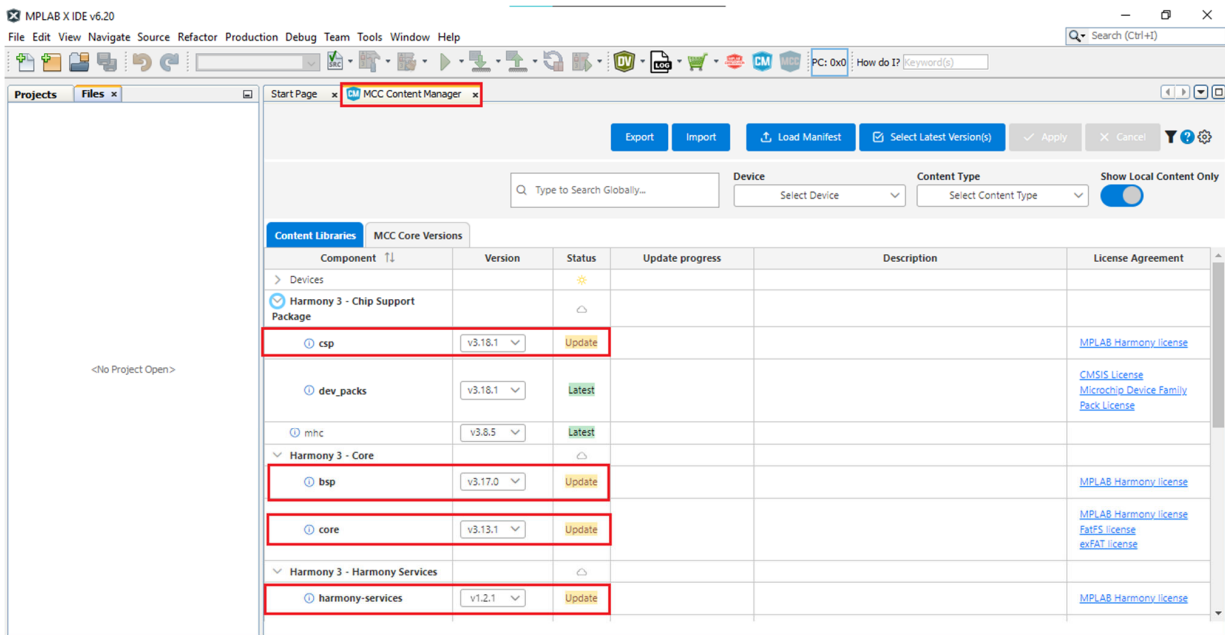 MPLAB X IDE v6.20
File Edit View Navigate Source Refactor Production Debug Team Tools Window Help
Search (Ctrl+I)
SRC
DV
LOG
CM
MCC
PC: 0x0
How do I?
Keyword(s)
Projects
Files
Start Page
CM MCC Content Manager
Export
Import
Load Manifest
Select Latest Version(s)
Apply
Cancel
Type to Search Globally...
Device
Select Device
Content Type
Select Content Type
Show Local Content Only
Content Libraries
MCC Core Versions
Component Version Status Update progress Description License Agreement
Devices
Harmony 3 - Chip Support
Package
csp v3.18.1 Update MPLAB Harmony license
dev_packs v3.18.1 Latest
CMSIS License
Microchip Device Family
Pack License
mhc v3.8.5 Latest
Harmony 3 - Core
bsp v3.17.0 Update MPLAB Harmony license
core v3.13.1 Update
MPLAB Harmony license
FatFS license
exFAT license
Harmony 3 - Harmony Services
harmony-services v1.2.1 Update MPLAB Harmony license
<No Project Open>